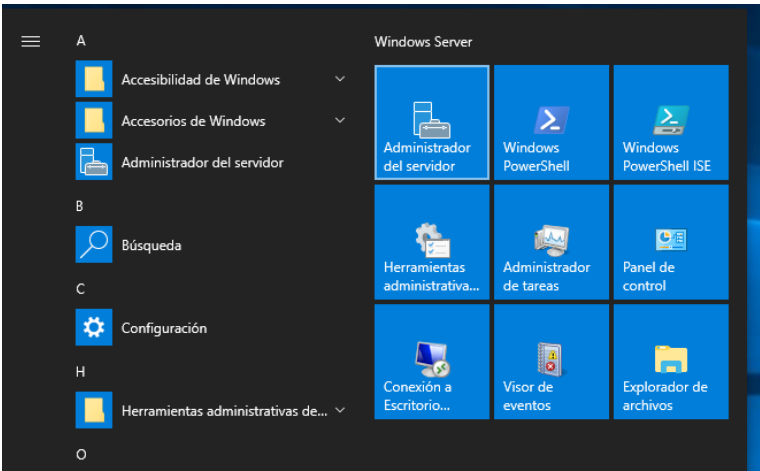 A
Accesibilidad de Windows
Accesorios de Windows
Administrador del servidor
B
Búsqueda
C
Configuración
H
Herramientas administrativas de...
O
Windows Server
Administrador
del servidor
Windows
PowerShell
Windows
PowerShell ISE
Herramientas
administrativa...
Administrador
de tareas
Panel de
control
Conexión a
Escritorio...
Visor de
eventos
Explorador de
archivos